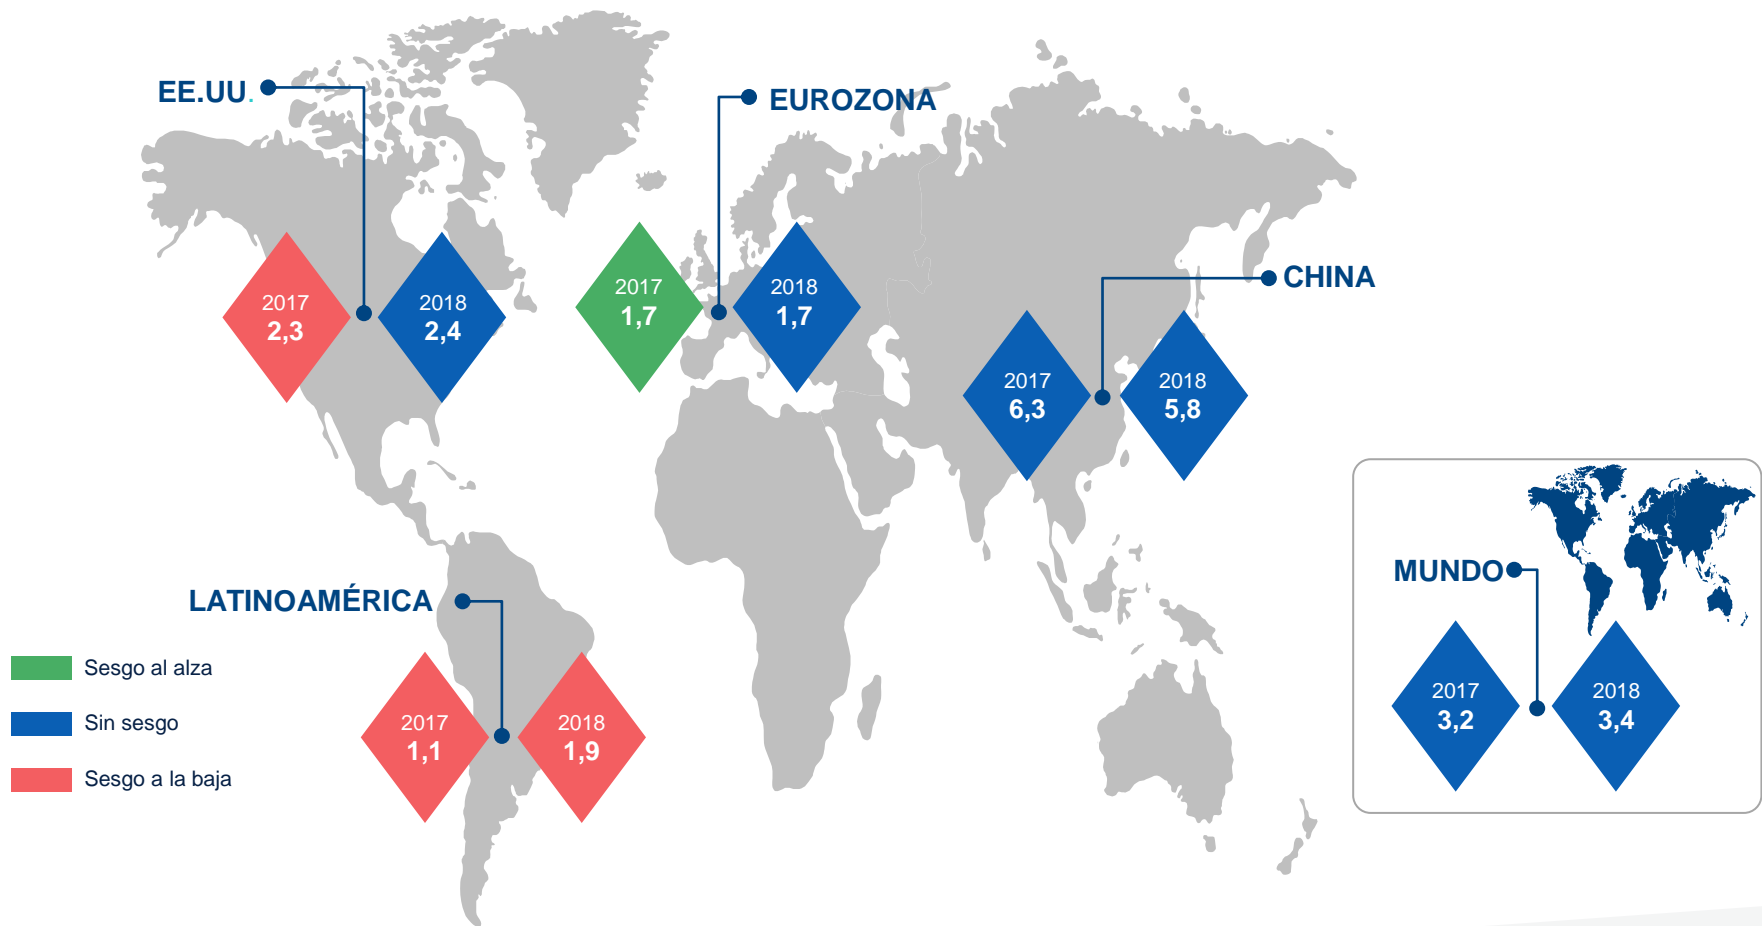 EE.UU.
2017
2,3
2018
2,4
EUROZONA
2017
1,7
2018
1,7
CHINA
2017
6,3
2018
5,8
LATINOAMÉRICA
2017
1,1
2018
1,9
Sesgo al alza
Sin sesgo
Sesgo a la baja
MUNDO
2017
3,2
2018
3,4